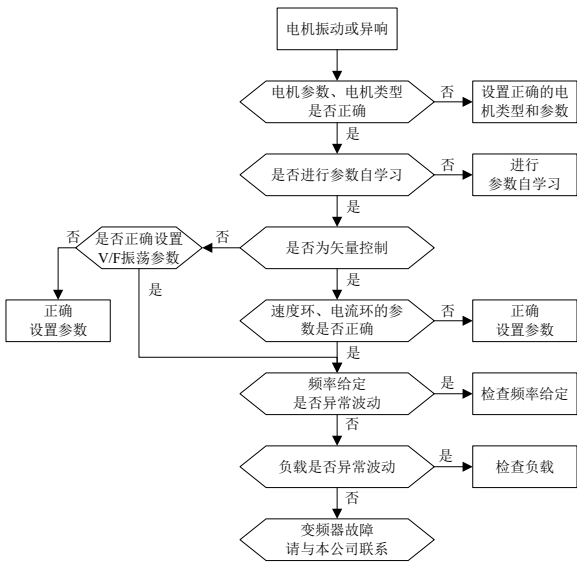 电机振动或异响
电机参数、电机类型
是否正确
否
设置正确的电
机类型和参数
是
是否进行参数自学习
否
进行
参数自学习
是
是否为矢量控制
否
是否正确设置
V/F振荡参数
否
正确
设置参数
是
是
速度环、电流环的参
数是否正确
否
正确
设置参数
是
频率给定
是否异常波动
是
检查频率给定
否
负载是否异常波动
是
检查负载
否
变频器故障
请与本公司联系